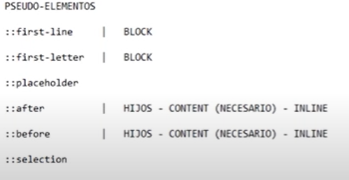 PSEUDO-ELEMENTOS
::first-line | BLOCK
::first-letter | BLOCK
::placeholder
::after | HIJOS - CONTENT (NECESARIO) - INLINE
::before | HIJOS - CONTENT (NECESARIO) - INLINE
::selection